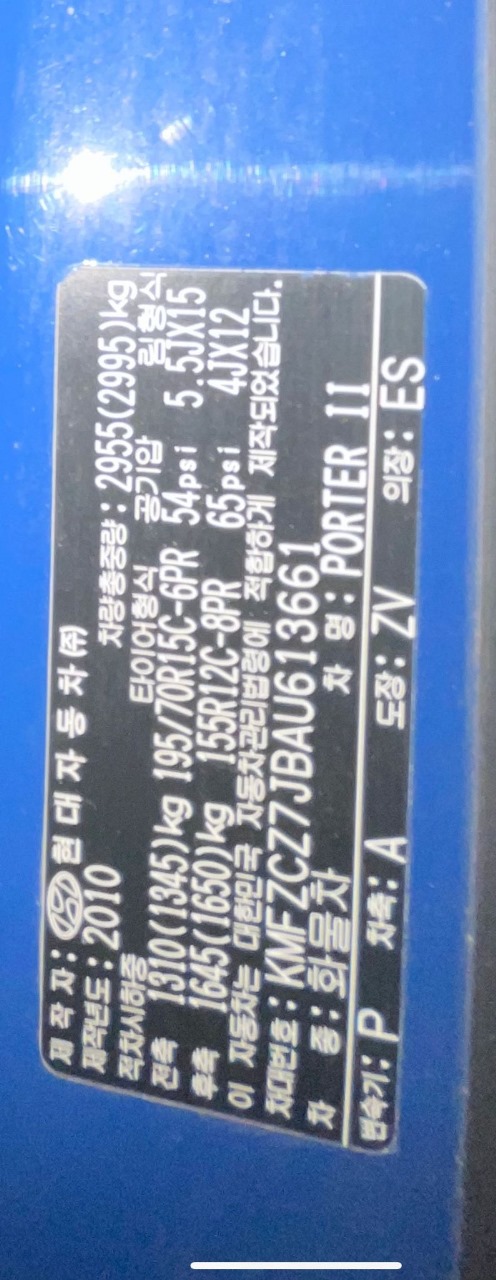 제 작 자 : 현 대 자 동 차 ㈜
제작년도 : 2010 차량총중량 : 2955(2995)kg
적차시하중 타이어형식 공기압 림형식
전축 1310(1345)kg 195/70R15C-6PR 54psi 5.5JX15
후축 1645(1650)kg 155R12C-8PR 65psi 4JX12
이 자동차는 대한민국 자동차관리법령에 적합하게 제작되었습니다.
차대번호 : KMFZCZ7JBAU613661
차 종 : 화물차 차 명 : PORTER II
변속기: P 차축: A 도장: ZV 의장: ES